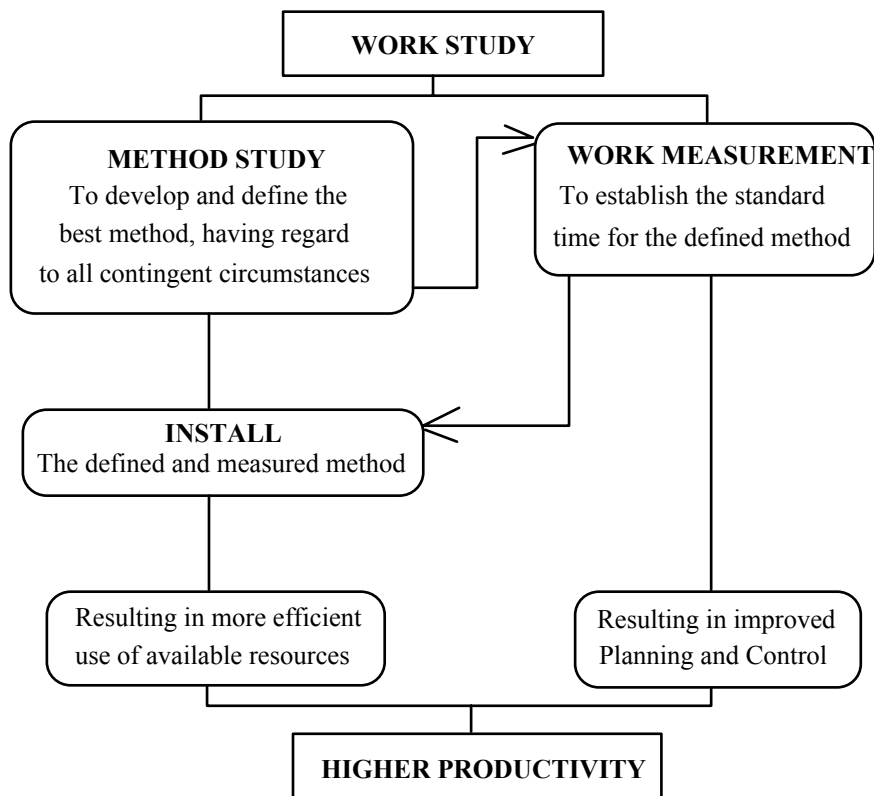 WORK STUDY
METHOD STUDY
To develop and define the
best method, having regard
to all contingent circumstances
WORK MEASUREMENT
To establish the standard
time for the defined method
INSTALL
The defined and measured method
Resulting in more efficient
use of available resources
Resulting in improved
Planning and Control
HIGHER PRODUCTIVITY